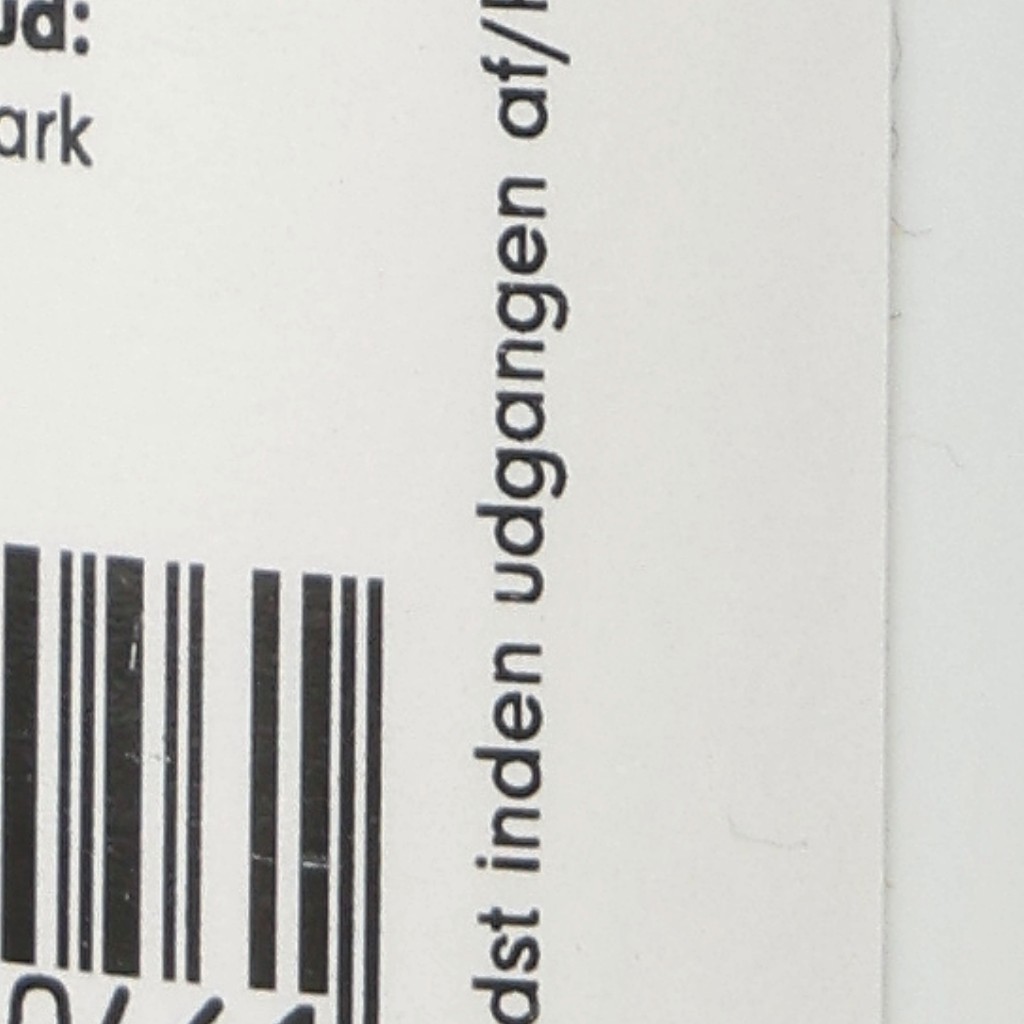 ud:
ark
dst inden udgangen af/